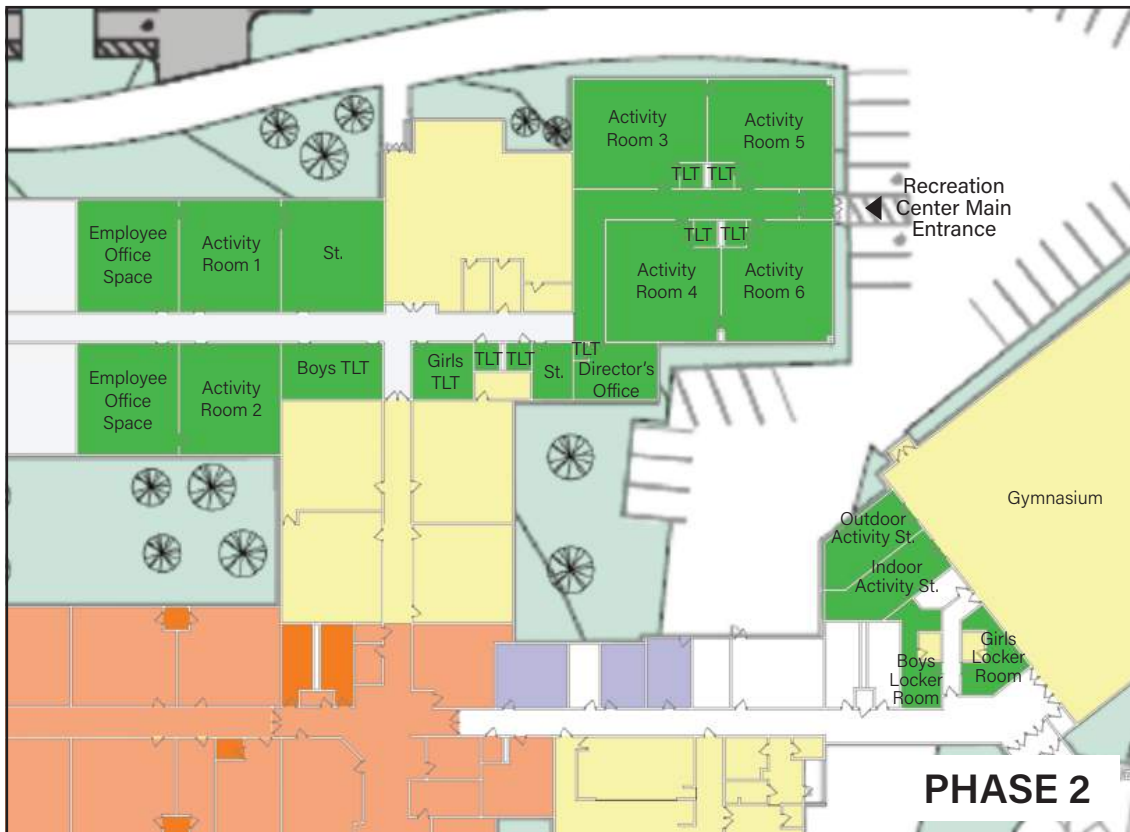 Activity
Room 3
Activity
Room 5
TLT
TLT
Recreation
Center Main
Entrance
Employee
Office
Space
Activity
Room 1
St.
TLT
TLT
Activity
Room 4
Activity
Room 6
Employee
Office
Space
Activity
Room 2
Boys TLT
Girls
TLT
TLT
TLT
St.
TLT
Director's
Office
Gymnasium
Outdoor
Activity St.
Indoor
Activity St.
Boys
Locker
Room
Girls
Locker
Room
PHASE 2